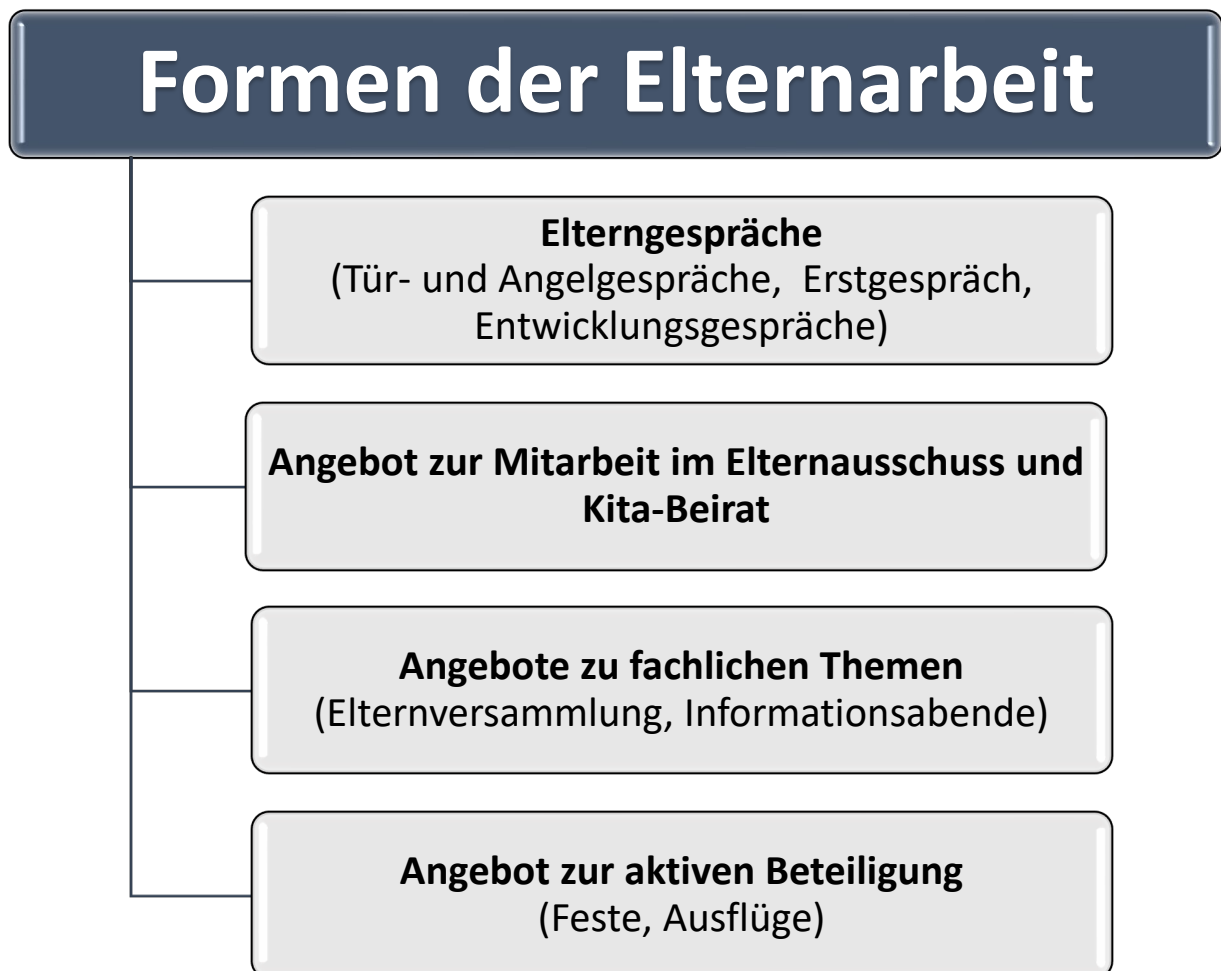 Formen der Elternarbeit
Elterngespräche
(Tür- und Angelgespräche, Erstgespräch,
Entwicklungsgespräche)
Angebot zur Mitarbeit im Elternausschuss und
Kita-Beirat
Angebote zu fachlichen Themen
(Elternversammlung, Informationsabende)
Angebot zur aktiven Beteiligung
(Feste, Ausflüge)